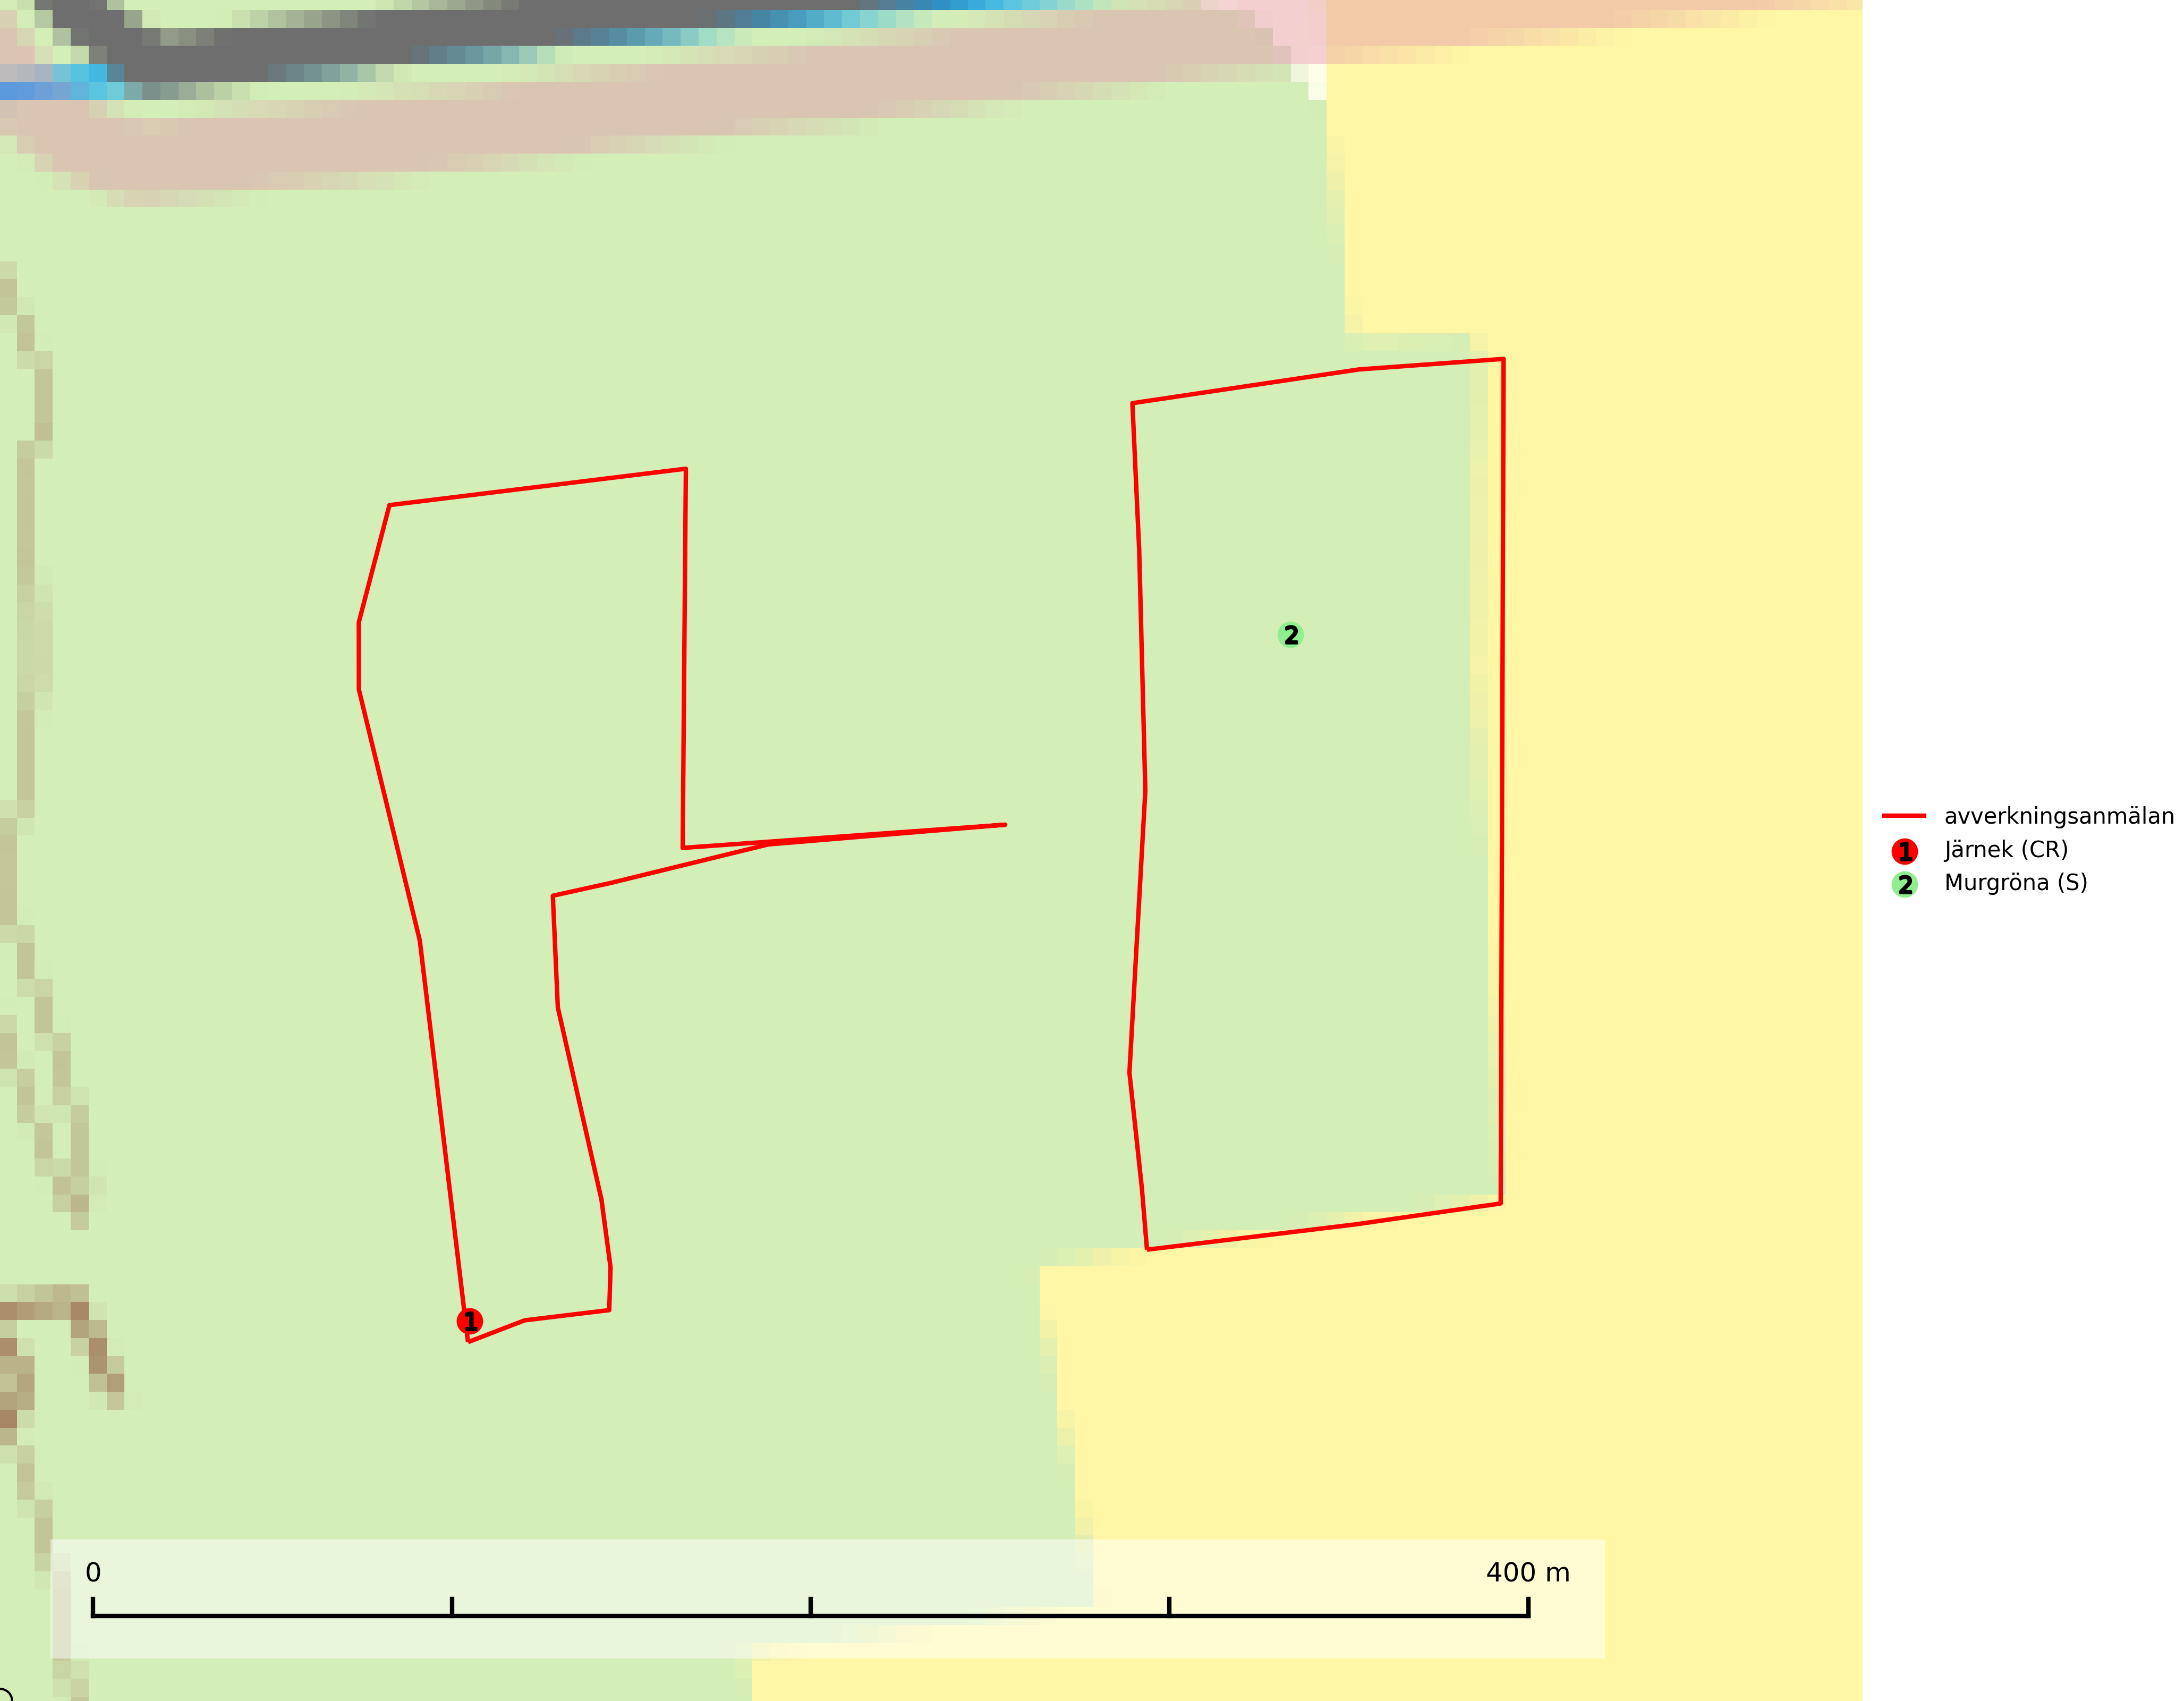 2
avverkningsanmälan
1 Järnek (CR)
2 Murgröna (S)
1
0 400 m